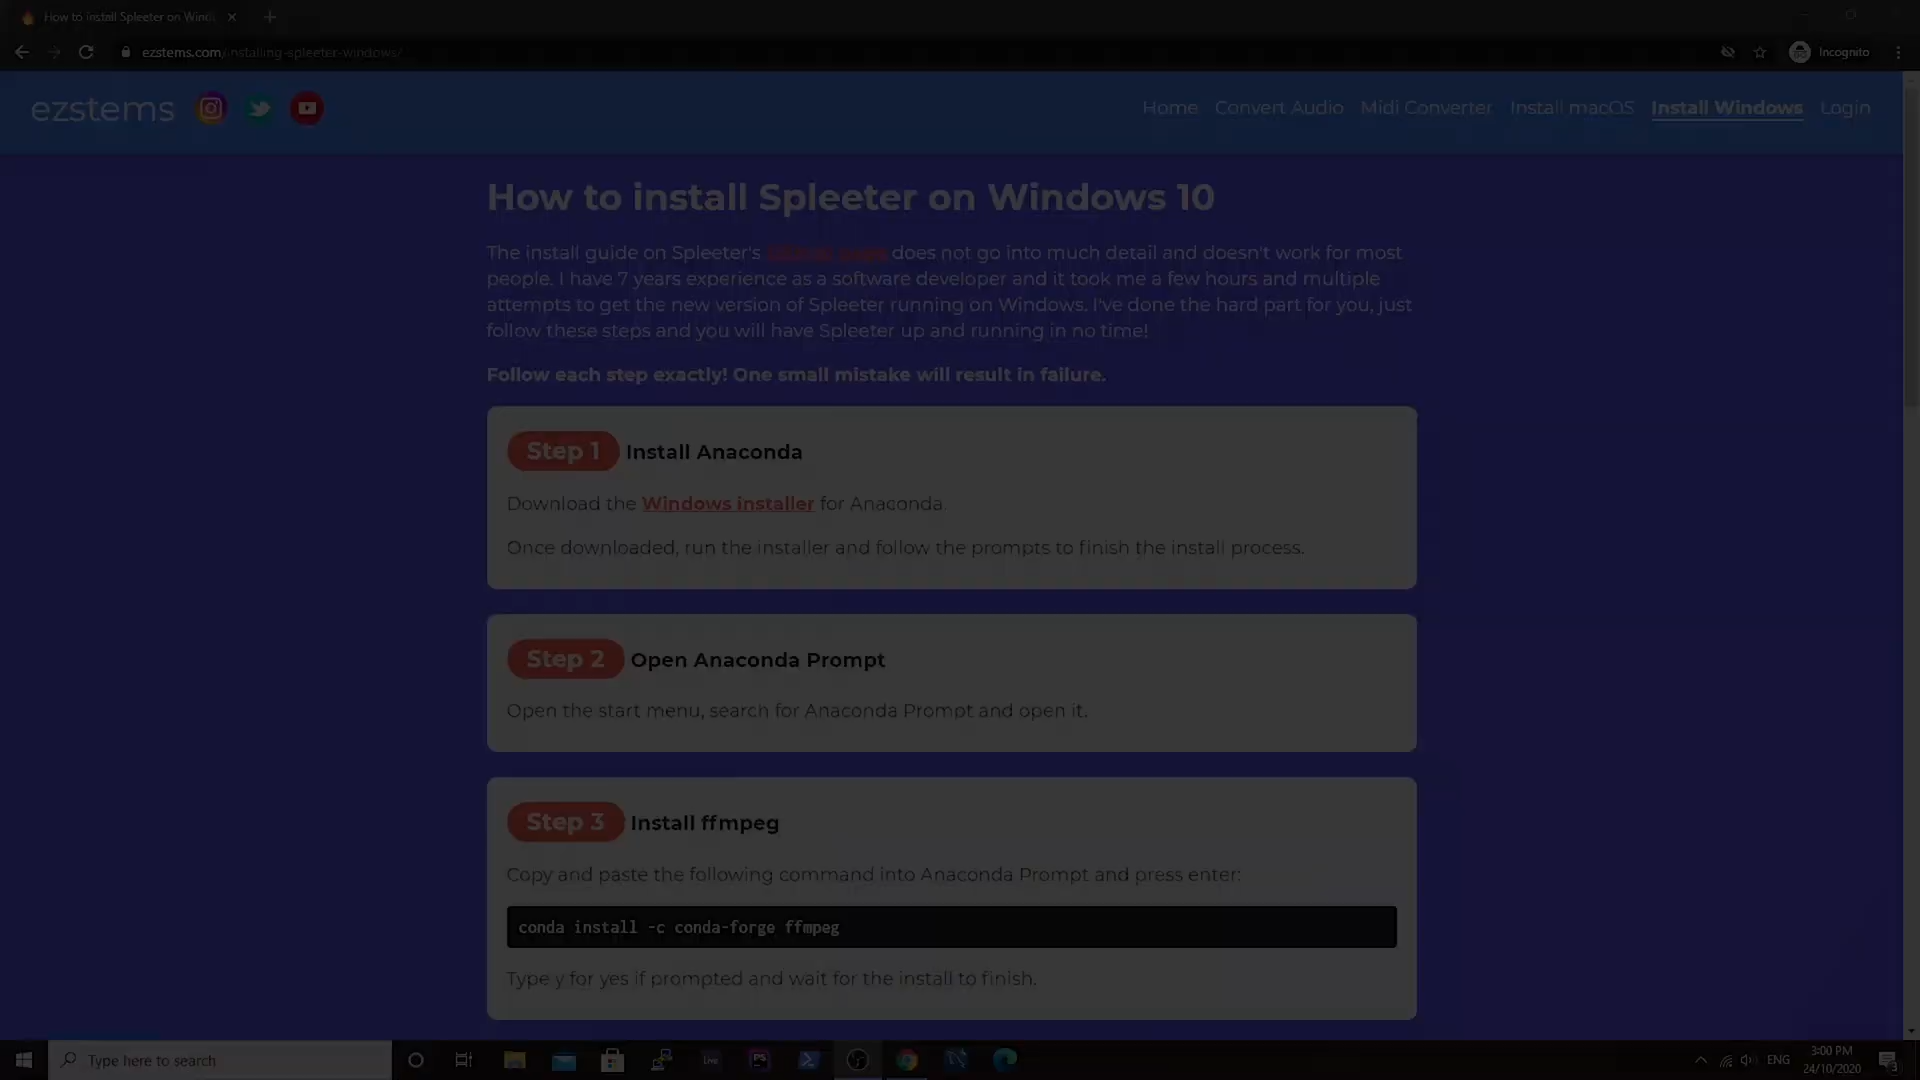 How to install Spleeter on Wind
ezstems.com/installing-spleeter-windows/
Incognito
ezstems
Home Convert Audio Midi Converter Install macOS Install Windows Login
How to install Spleeter on Windows 10
The install guide on Spleeter's does not go into much detail and doesn't work for most
people. I have 7 years experience as a software developer and it took me a few hours and multiple
attempts to get the new version of Spleeter running on Windows. I've done the hard part for you, just
follow these steps and you will have Spleeter up and running in no time!
Follow each step exactly! One small mistake will result in failure.
Step 1 Install Anaconda
Download the Windows installer for Anaconda.
Once downloaded, run the installer and follow the prompts to finish the install process.
Step 2 Open Anaconda Prompt
Open the start menu, search for Anaconda Prompt and open it.
Step 3 Install ffmpeg
Copy and paste the following command into Anaconda Prompt and press enter:
conda install -c conda-forge ffmpeg
Type y for yes if prompted and wait for the install to finish.
Type here to search
Live
PS
ENG
3:00 PM
24/10/2020
3